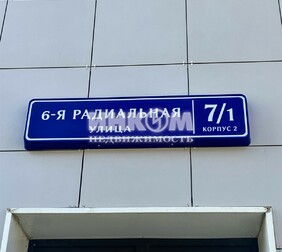 6-Я РАДИАЛЬНАЯ
УЛИЦА
7/1
КОРПУС 2
ИНКОМ
НЕДВИЖИМОСТЬ